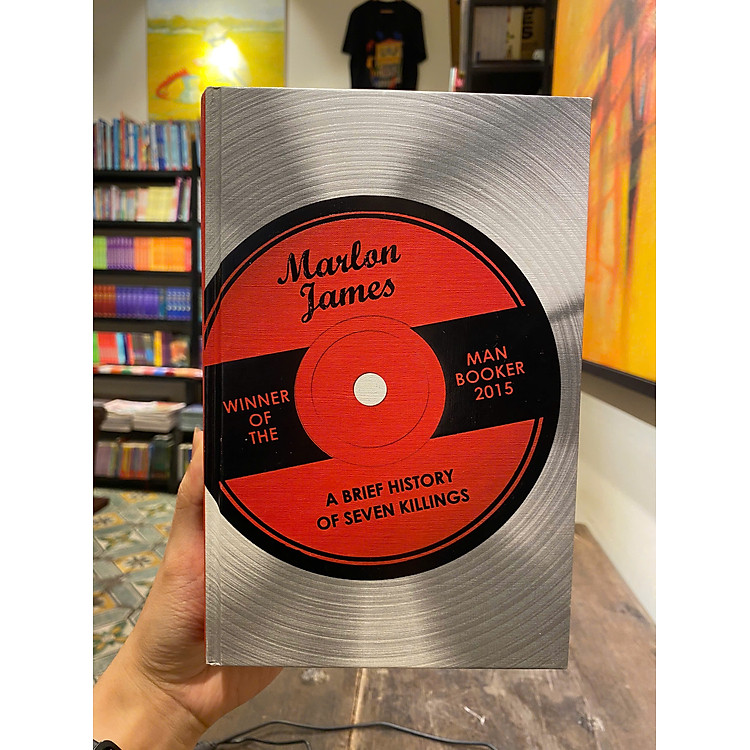 Marlon
James
WINNER
OF
THE
MAN
BOOKER
2015
A BRIEF HISTORY
OF SEVEN KILLINGS